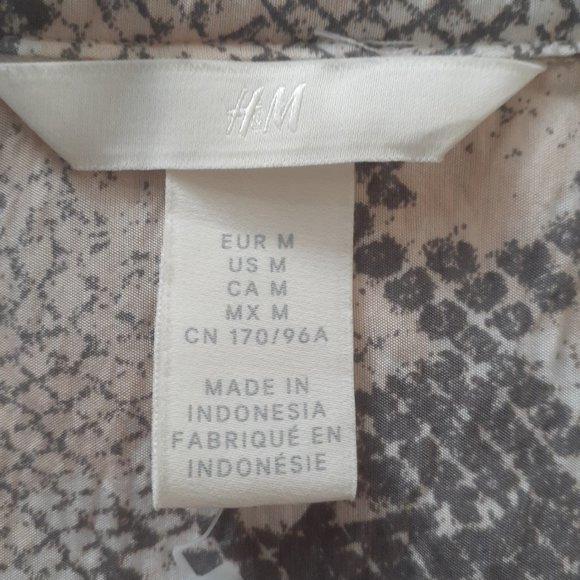 H&M
EUR M
US M
CA M
MX M
CN 170/96A
MADE IN
INDONESIA
FABRIQUÉ EN
INDONÉSIE